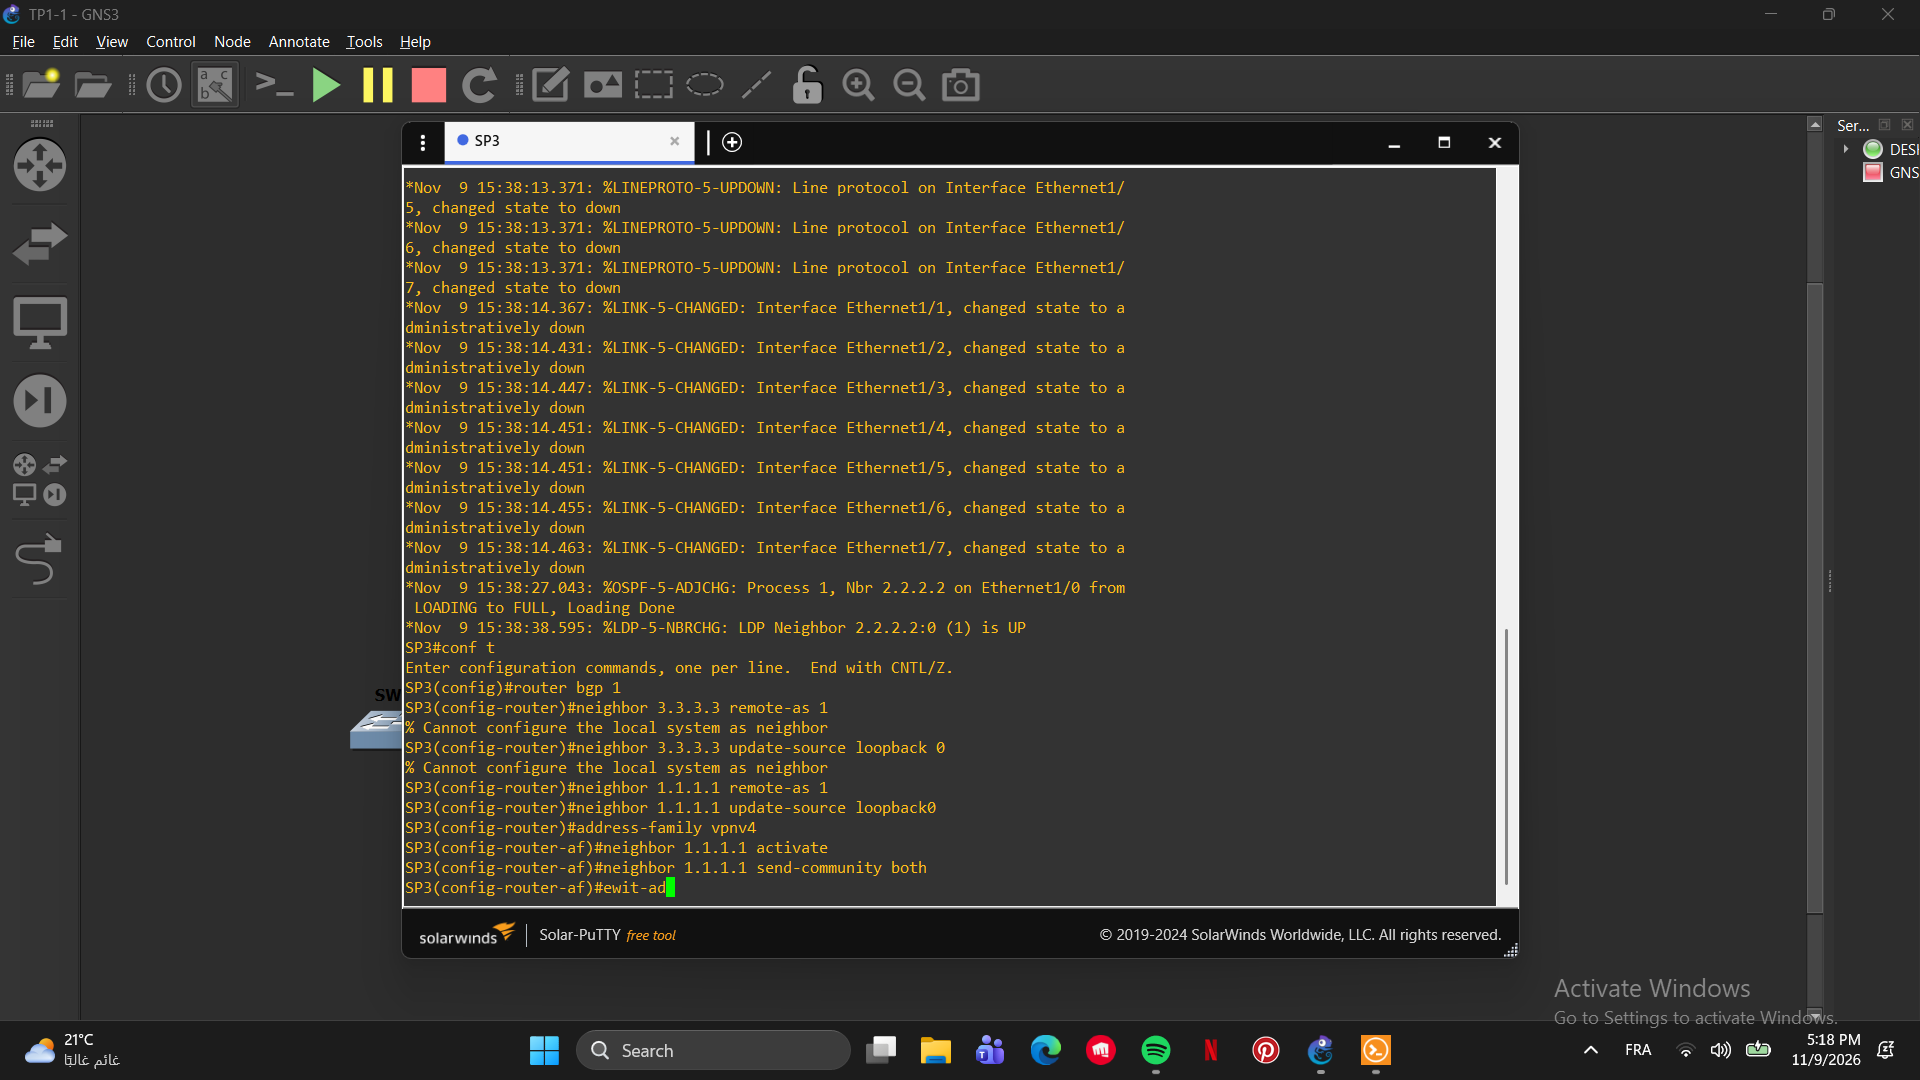 TP1-1 - GNS3
File Edit View Control Node Annotate Tools Help
Ser...
DESH
GNS
SP3
*Nov  9 15:38:13.371: %LINEPROTO-5-UPDOWN: Line protocol on Interface Ethernet1/
5, changed state to down
*Nov  9 15:38:13.371: %LINEPROTO-5-UPDOWN: Line protocol on Interface Ethernet1/
6, changed state to down
*Nov  9 15:38:13.371: %LINEPROTO-5-UPDOWN: Line protocol on Interface Ethernet1/
7, changed state to down
*Nov  9 15:38:14.367: %LINK-5-CHANGED: Interface Ethernet1/1, changed state to a
dministratively down
*Nov  9 15:38:14.431: %LINK-5-CHANGED: Interface Ethernet1/2, changed state to a
dministratively down
*Nov  9 15:38:14.447: %LINK-5-CHANGED: Interface Ethernet1/3, changed state to a
dministratively down
*Nov  9 15:38:14.451: %LINK-5-CHANGED: Interface Ethernet1/4, changed state to a
dministratively down
*Nov  9 15:38:14.451: %LINK-5-CHANGED: Interface Ethernet1/5, changed state to a
dministratively down
*Nov  9 15:38:14.455: %LINK-5-CHANGED: Interface Ethernet1/6, changed state to a
dministratively down
*Nov  9 15:38:14.463: %LINK-5-CHANGED: Interface Ethernet1/7, changed state to a
dministratively down
*Nov  9 15:38:27.043: %OSPF-5-ADJCHG: Process 1, Nbr 2.2.2.2 on Ethernet1/0 from
 LOADING to FULL, Loading Done
*Nov  9 15:38:38.595: %LDP-5-NBRCHG: LDP Neighbor 2.2.2.2:0 (1) is UP
SP3#conf t
Enter configuration commands, one per line.  End with CNTL/Z.
SP3(config)#router bgp 1
SP3(config-router)#neighbor 3.3.3.3 remote-as 1
% Cannot configure the local system as neighbor
SP3(config-router)#neighbor 3.3.3.3 update-source loopback 0
% Cannot configure the local system as neighbor
SP3(config-router)#neighbor 1.1.1.1 remote-as 1
SP3(config-router)#neighbor 1.1.1.1 update-source loopback0
SP3(config-router)#address-family vpnv4
SP3(config-router-af)#neighbor 1.1.1.1 activate
SP3(config-router-af)#neighbor 1.1.1.1 send-community both
SP3(config-router-af)#ewit-ad
SW
solarwinds Solar-PuTTY free tool © 2019-2024 SolarWinds Worldwide, LLC. All rights reserved.
Activate Windows
Go to Settings to activate Windows.
21°C
غائم غالبًا
Search
FRA
5:18 PM
11/9/2026